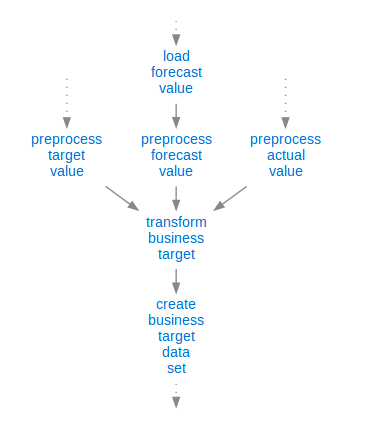 load
forecast
value
preprocess
target
value
preprocess
forecast
value
preprocess
actual
value
transform
business
target
create
business
target
data
set